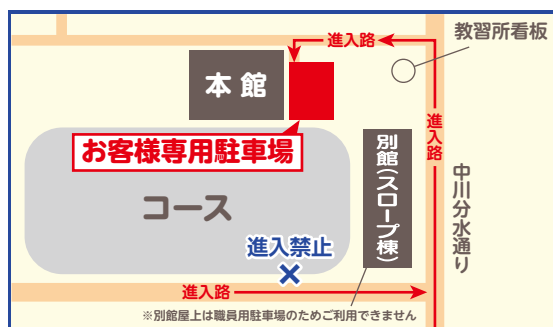 教習所看板
進入路
本館
進入路
お客様専用駐車場
別館(スロープ棟)
中川分水通り
コース
進入禁止
進入路
※別館屋上は職員用駐車場のためご利用できません